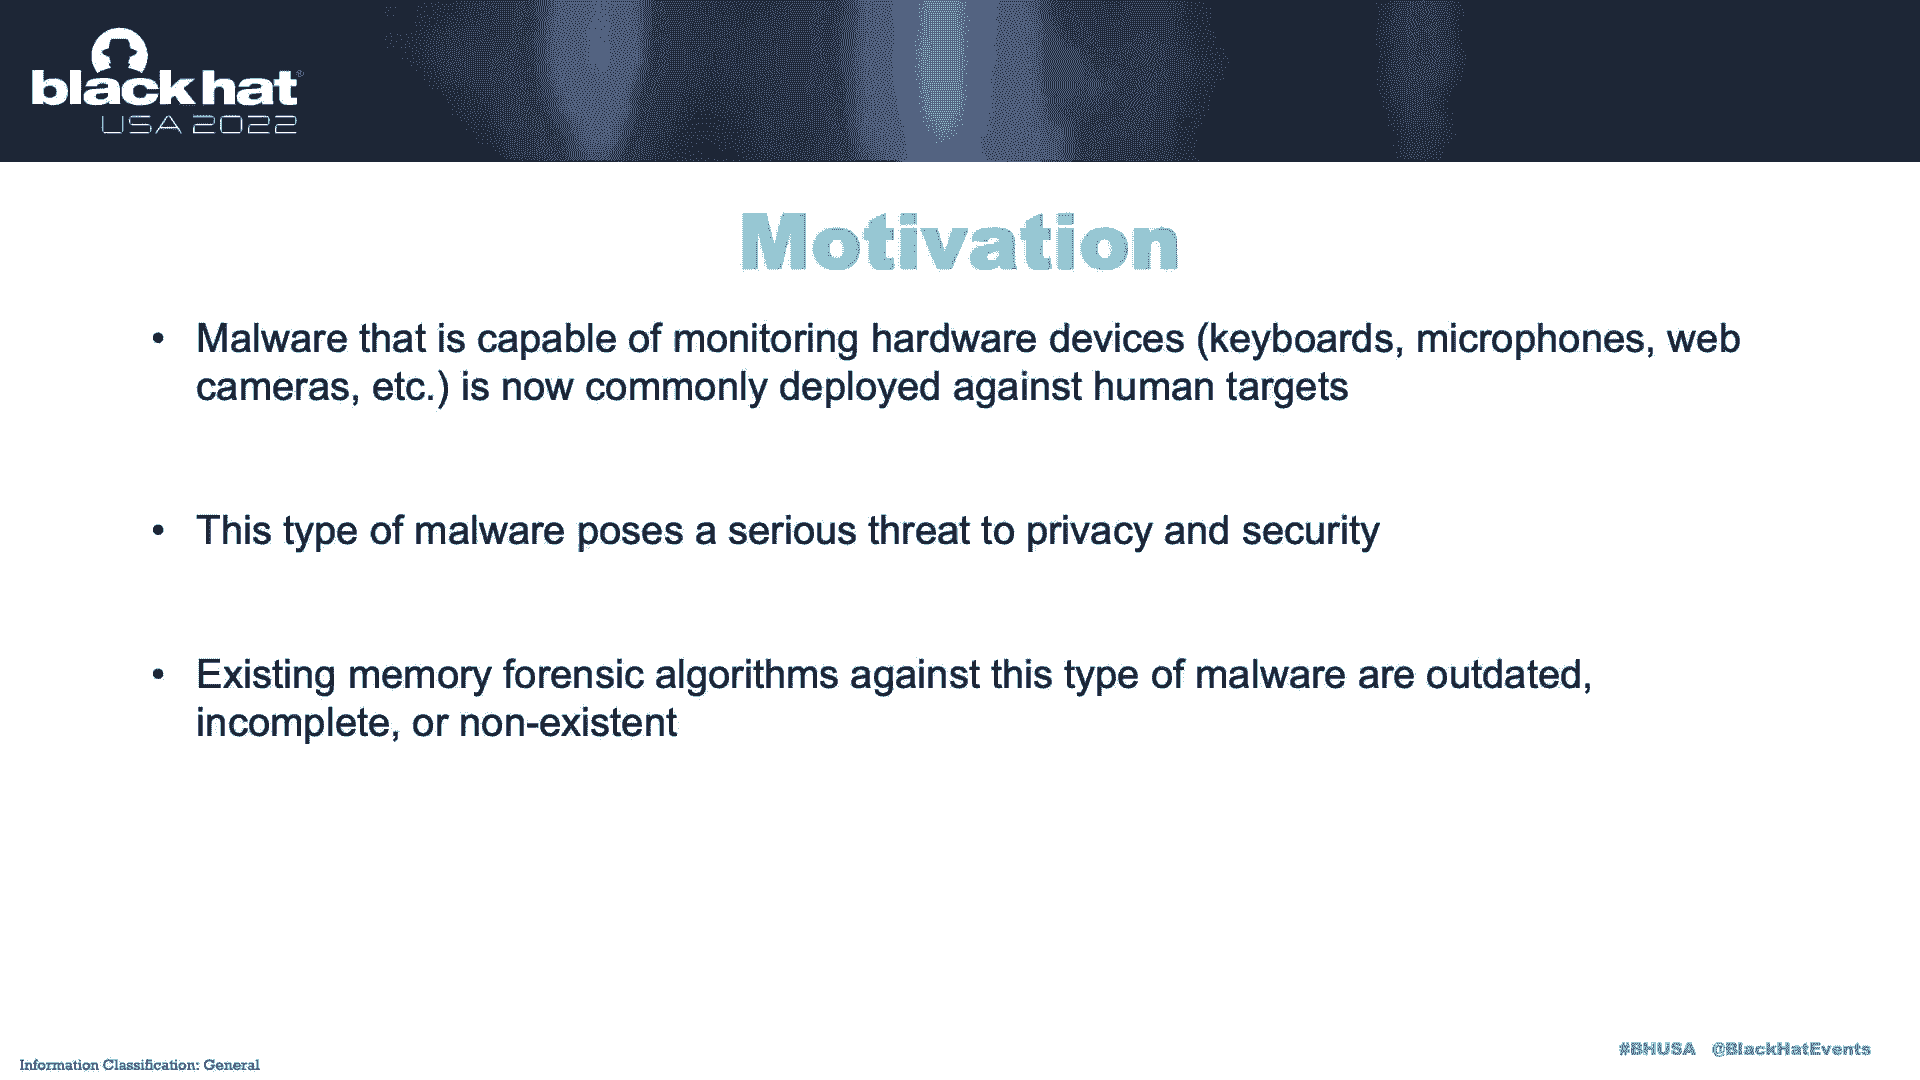 black hat®
USA 2022
Motivation
• Malware that is capable of monitoring hardware devices (keyboards, microphones, web
cameras, etc.) is now commonly deployed against human targets
• This type of malware poses a serious threat to privacy and security
• Existing memory forensic algorithms against this type of malware are outdated,
incomplete, or non-existent
#BHUSA @BlackHatEvents
Information Classification: General